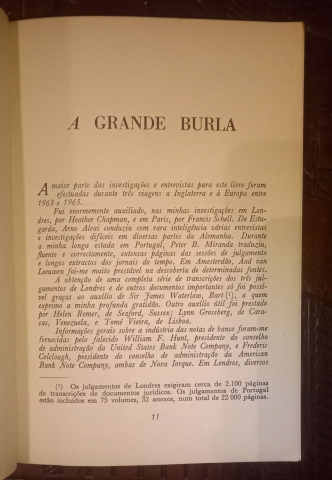 A GRANDE BURLA
A maior parte das investigações e entrevistas para este livro foram
efectuadas durante três viagens a Inglaterra e à Europa entre
1963 e 1965.
Fui enormemente auxiliado, nas minhas investigações em Lon-
dres, por Heather Chapman, e em Paris, por Francis Schell. De Estu-
garda, Arno Alexi conduziu com rara inteligência várias entrevistas
e investigações difíceis em diversas partes da Alemanha. Durante
a minha longa estada em Portugal, Peter B. Miranda traduziu,
fluente e correctamente, extensas páginas das sessões de julgamento
e longos extractos dos jornais do tempo. Em Amsterdão, Aad van
Leeuwen foi-me muito prestável na descoberta de determinadas fontes.
A obtenção de uma completa série de transcrições dos três jul-
gamentos de Londres e de outros documentos importantes só foi possí-
vel graças ao auxílio de Sir James Waterlow, Bart (¹), a quem
exprimo a minha profunda gratidão. Outro auxílio útil foi prestado
por Helen Romer, de Seaford, Sussex; Lynn Grossberg, de Cara-
cas, Venezuela, e Tomé Vieira, de Lisboa.
Informações gerais sobre a indústria das notas de banco foram-me
fornecidas pelo falecido William F. Hunt, presidente do conselho
de administração da United States Bank Note Company, e Frederic
Colclough, presidente do conselho de administração da American
Bank Note Company, ambas de Nova Iorque. Em Londres, diversos
(¹) Os julgamentos de Londres exigiram cerca de 2.100 páginas
de transcrições de documentos jurídicos. Os julgamentos de Portugal
estão incluídos em 75 volumes, 52 anexos, num total de 22 000 páginas.
11